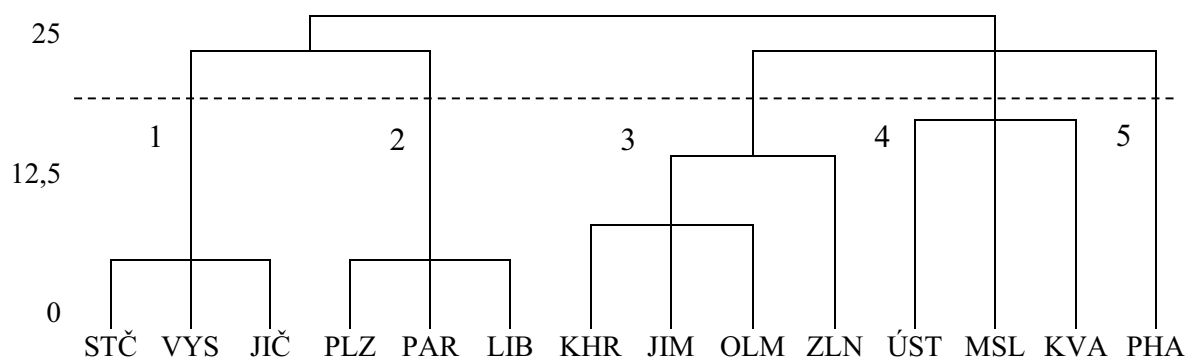 25
1 2 3 4 5
12,5
0
STČ VYS JIČ PLZ PAR LIB KHR JIM OLM ZLN ÚST MSL KVA PHA